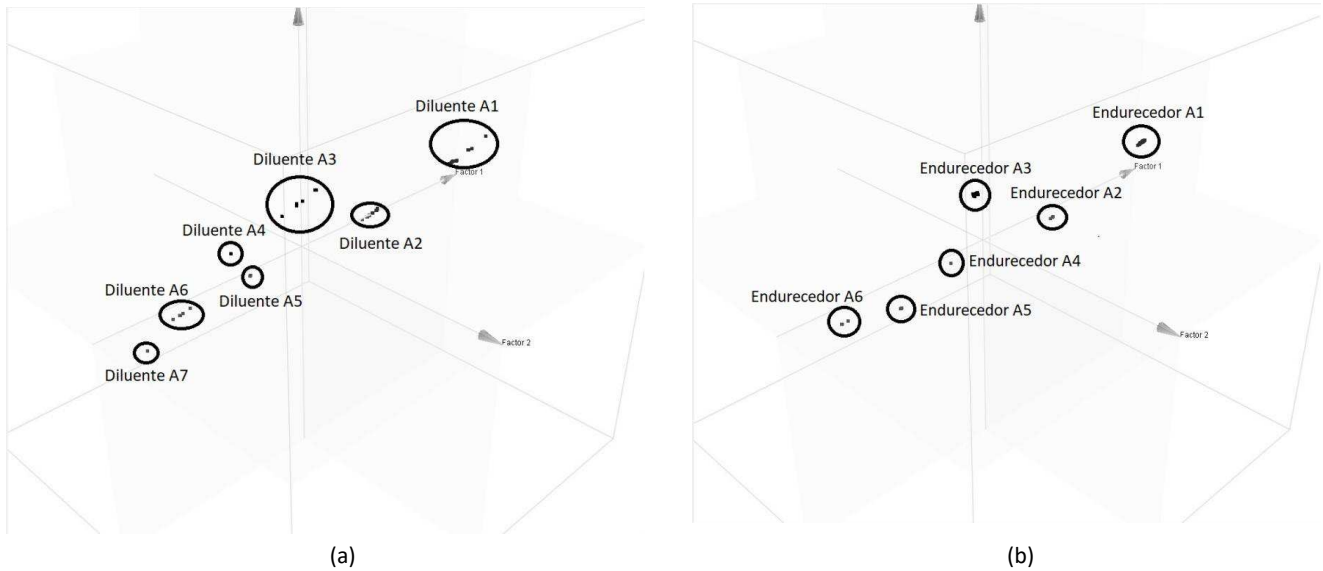 Diluente A1
Diluente A3
Factor 1
Diluente A4
Diluente A2
Diluente A6
Diluente A5
Factor 2
Diluente A7
(a)
Endurecedor A1
Endurecedor A3
Factor 1
Endurecedor A2
Endurecedor A4
Endurecedor A6
Endurecedor A5
Factor 2
(b)